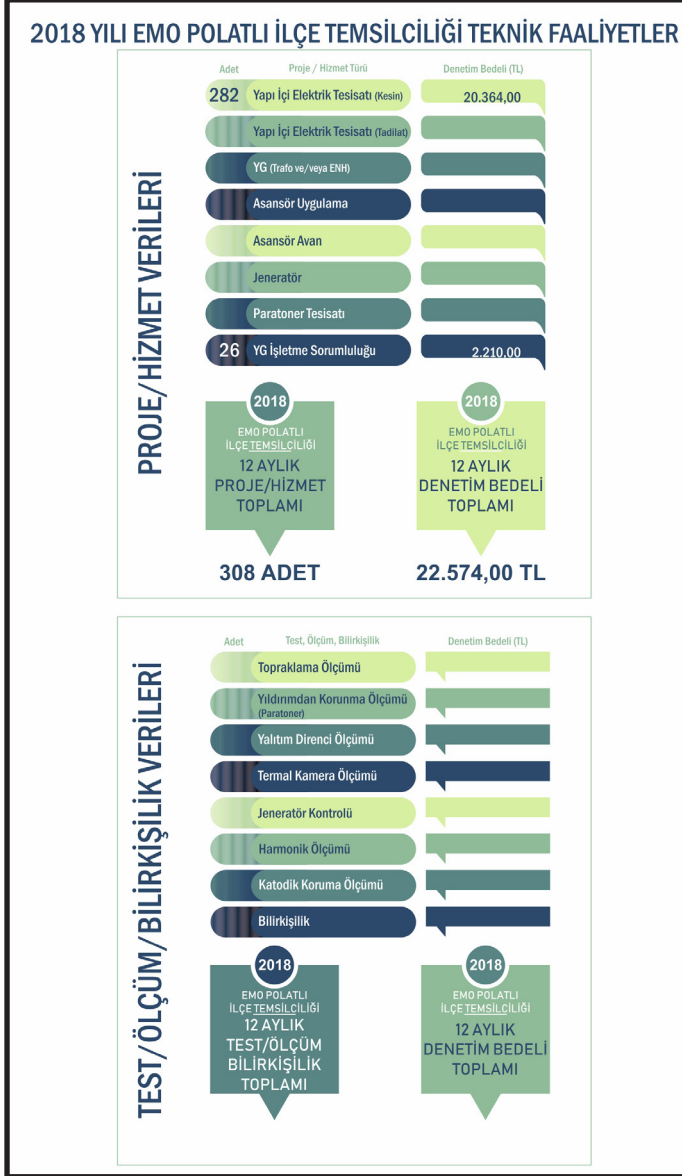 2018 YILI EMO POLATLI İLÇE TEMSİLCİLİĞİ TEKNİK FAALİYETLER
PROJE/HİZMET VERİLERİ
Adet Proje / Hizmet Türü Denetim Bedeli (TL)
282 Yapı İçi Elektrik Tesisatı (Kesin) 20.364,00
Yapı İçi Elektrik Tesisatı (Tadilat)
YG (Trafo ve/veya ENH)
Asansör Uygulama
Asansör Avan
Jeneratör
Paratoner Tesisatı
26 YG İşletme Sorumluluğu 2.210,00
2018
EMO POLATLI
İLÇE TEMSİLCİLİĞİ
12 AYLIK
PROJE/HİZMET
TOPLAMI
308 ADET
2018
EMO POLATLI
İLÇE TEMSİLCİLİĞİ
12 AYLIK
DENETİM BEDELİ
TOPLAMI
22.574,00 TL
TEST/ÖLÇÜM/BİLİRKİŞİLİK VERİLERİ
Adet Test, Ölçüm, Bilirkişilik Denetim Bedeli (TL)
Topraklama Ölçümü
Yıldırımdan Korunma Ölçümü
(Paratoner)
Yalıtım Direnci Ölçümü
Termal Kamera Ölçümü
Jeneratör Kontrolü
Harmonik Ölçümü
Katodik Koruma Ölçümü
Bilirkişilik
2018
EMO POLATLI
İLÇE TEMSİLCİLİĞİ
12 AYLIK
TEST/ÖLÇÜM
BİLİRKİŞİLİK
TOPLAMI
2018
EMO POLATLI
İLÇE TEMSİLCİLİĞİ
12 AYLIK
DENETİM BEDELİ
TOPLAMI